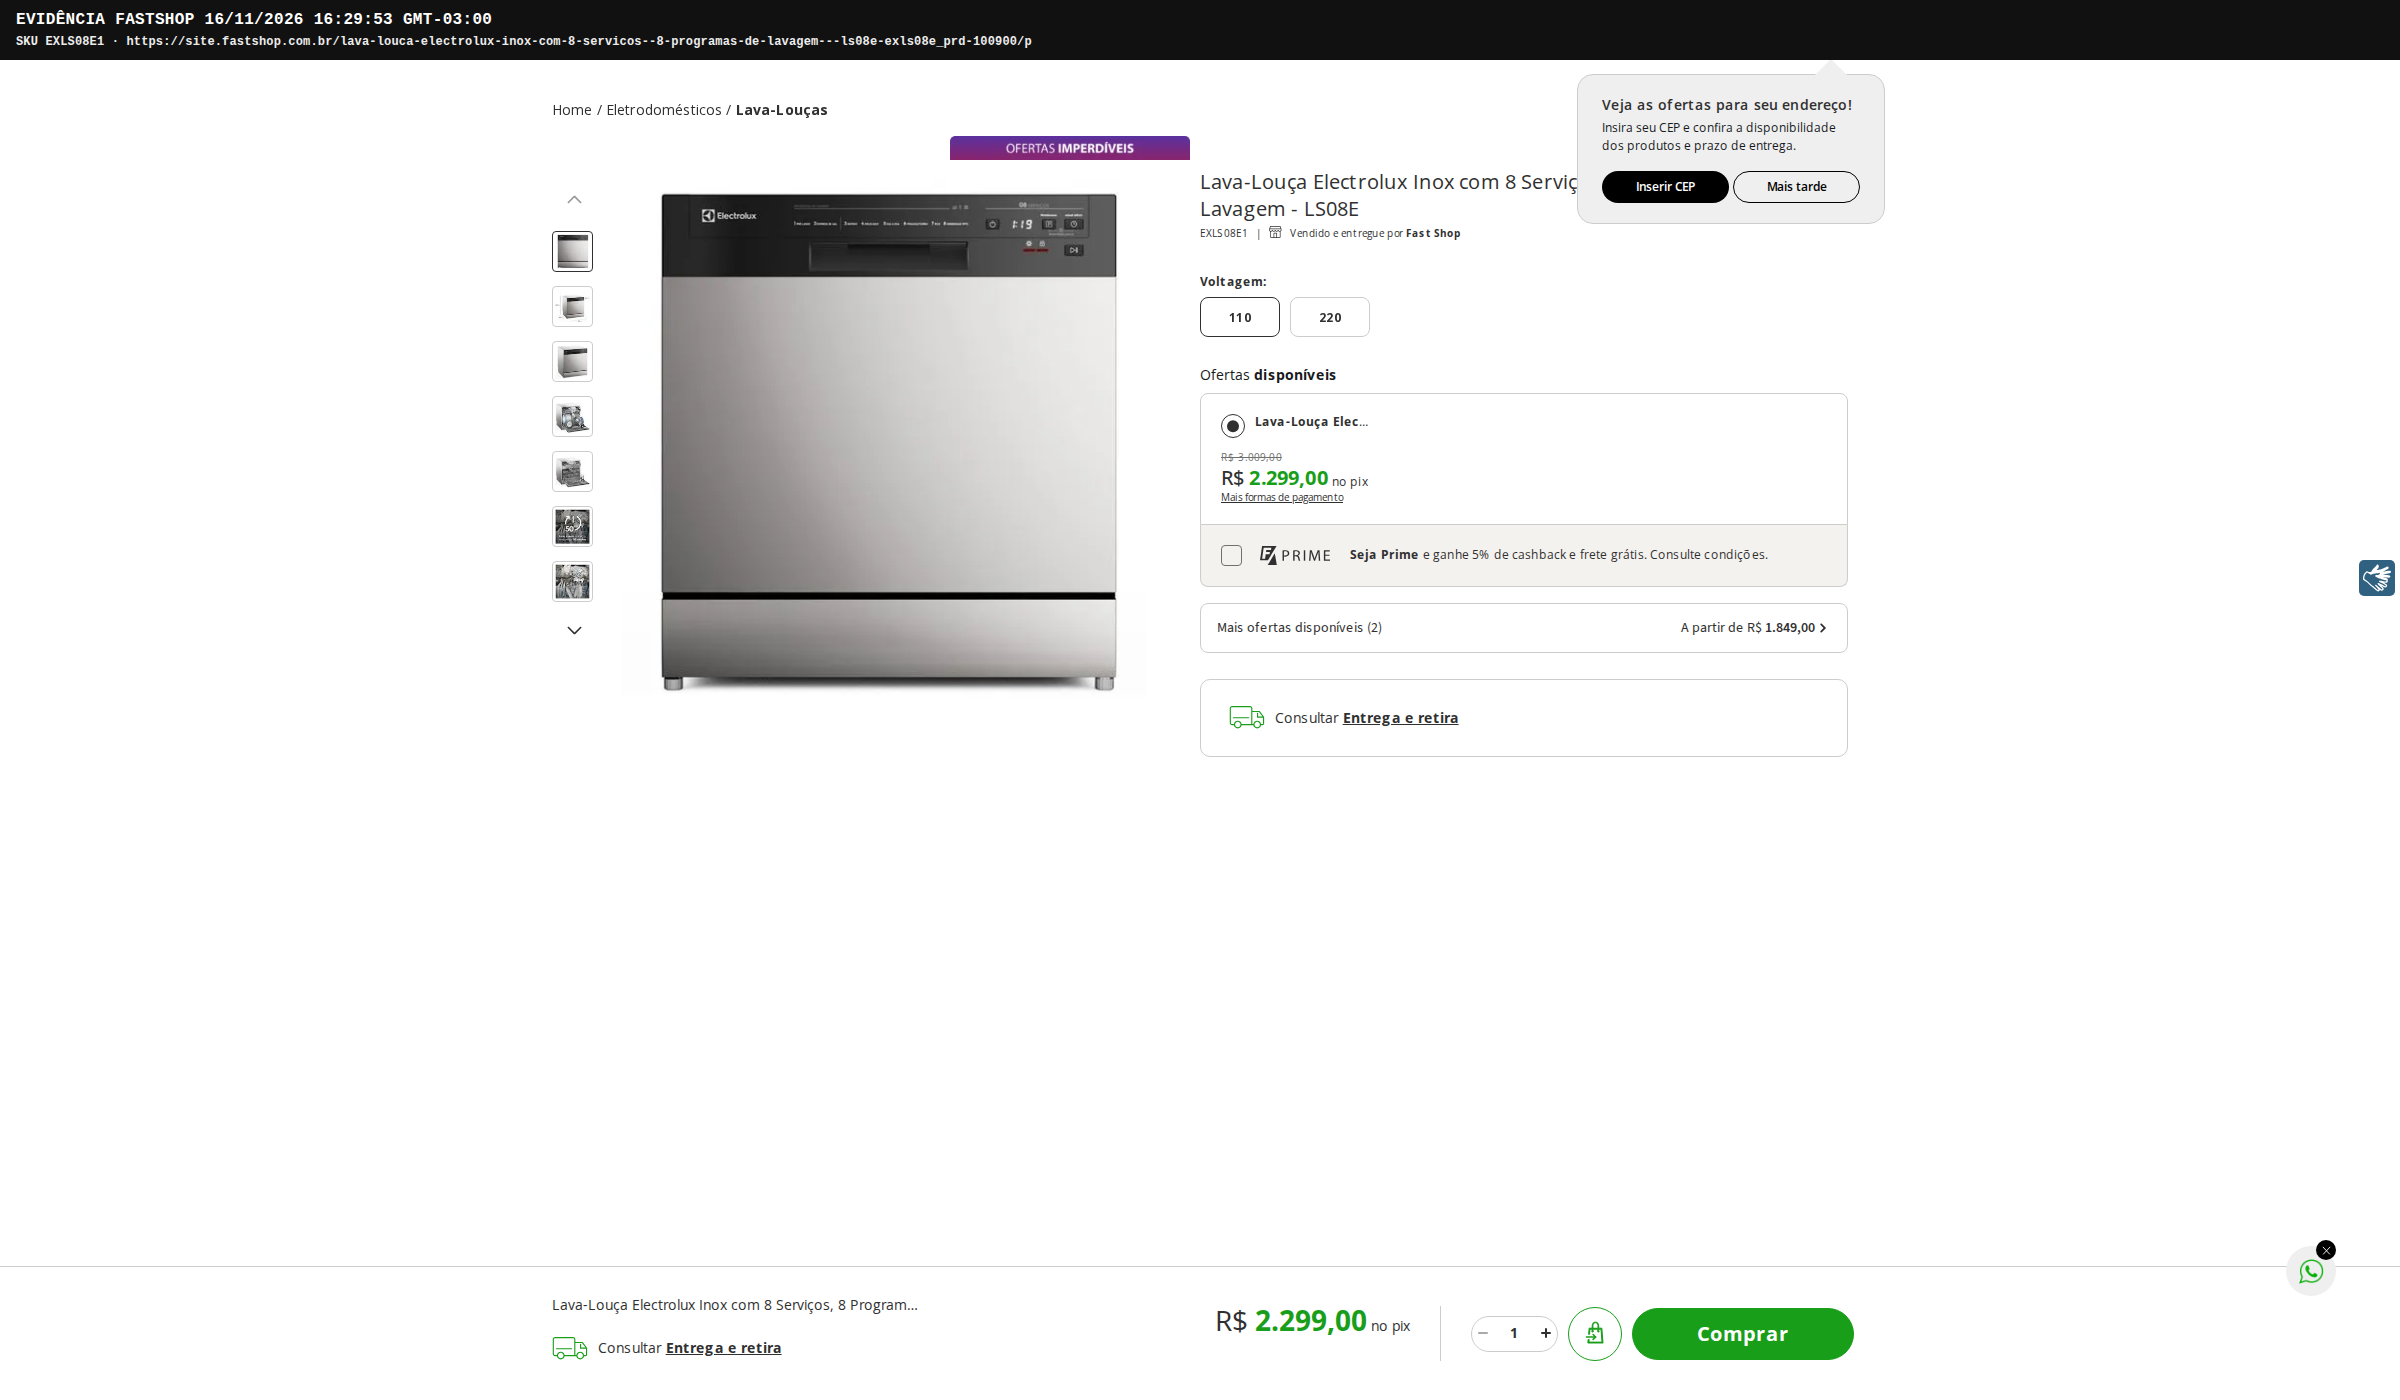 EVIDÊNCIA FASTSHOP 16/11/2026 16:29:53 GMT-03:00
SKU EXLS08E1 · https://site.fastshop.com.br/lava-louca-electrolux-inox-com-8-servicos--8-programas-de-lavagem---ls08e-exls08e_prd-100900/p
Veja as ofertas para seu endereço!
Insira seu CEP e confira a disponibilidade
dos produtos e prazo de entrega.
Inserir CEP
Mais tarde
Home / Eletrodomésticos / Lava-Louças
OFERTAS IMPERDÍVEIS
Electrolux
1:19
Lava-Louça Electrolux Inox com 8 Serviç
Lavagem - LS08E
EXLS08E1 | Vendido e entregue por Fast Shop
Voltagem:
110
220
Ofertas disponíveis
Lava-Louça Elec...
R$ 3.009,00
R$ 2.299,00 no pix
Mais formas de pagamento
PRIME Seja Prime e ganhe 5% de cashback e frete grátis. Consulte condições.
Mais ofertas disponíveis (2)
A partir de R$ 1.849,00
Consultar Entrega e retira
Lava-Louça Electrolux Inox com 8 Serviços, 8 Program...
Consultar Entrega e retira
R$ 2.299,00 no pix
1
Comprar